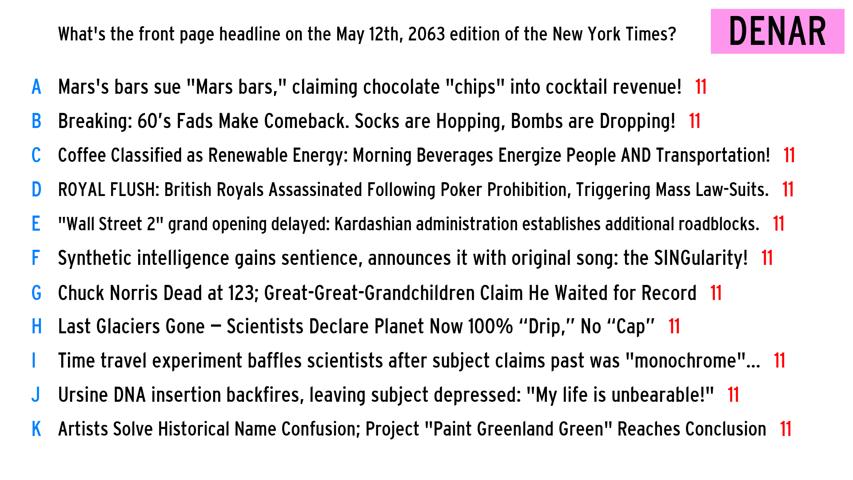 What's the front page headline on the May 12th, 2063 edition of the New York Times?
DENAR
A Mars's bars sue "Mars bars," claiming chocolate "chips" into cocktail revenue! 11
B Breaking: 60’s Fads Make Comeback. Socks are Hopping, Bombs are Dropping! 11
C Coffee Classified as Renewable Energy: Morning Beverages Energize People AND Transportation! 11
D ROYAL FLUSH: British Royals Assassinated Following Poker Prohibition, Triggering Mass Law-Suits. 11
E "Wall Street 2" grand opening delayed: Kardashian administration establishes additional roadblocks. 11
F Synthetic intelligence gains sentience, announces it with original song: the SINGularity! 11
G Chuck Norris Dead at 123; Great-Great-Grandchildren Claim He Waited for Record 11
H Last Glaciers Gone – Scientists Declare Planet Now 100% “Drip,” No “Cap” 11
I Time travel experiment baffles scientists after subject claims past was "monochrome"... 11
J Ursine DNA insertion backfires, leaving subject depressed: "My life is unbearable!" 11
K Artists Solve Historical Name Confusion; Project "Paint Greenland Green" Reaches Conclusion 11